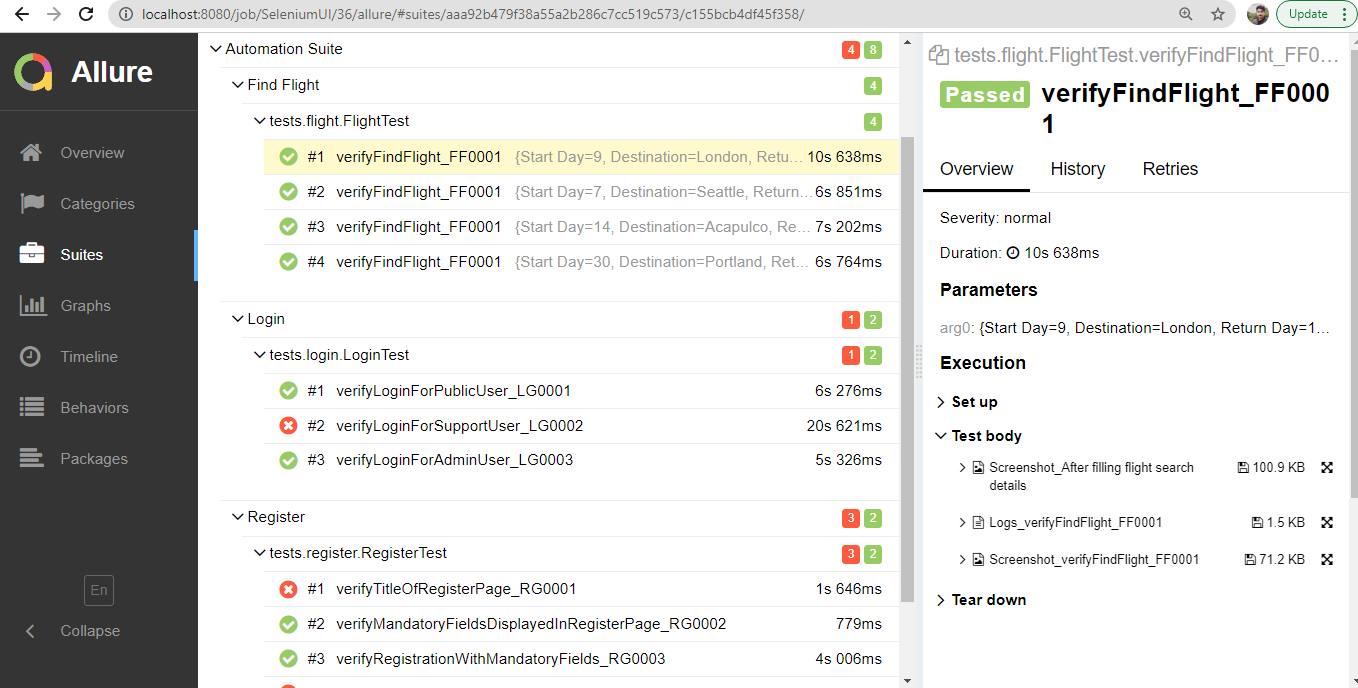 localhost:8080/job/SeleniumUI/36/allure/#suites/aaa92b479f38a55a2b286c7cc519c573/c155bcb4df45f358/
Update
Allure
Overview
Categories
Suites
Graphs
Timeline
Behaviors
Packages
En
Collapse
Automation Suite 4 8
Find Flight 4
tests.flight.FlightTest 4
#1 verifyFindFlight_FF0001 {Start Day=9, Destination=London, Retu... 10s 638ms
#2 verifyFindFlight_FF0001 {Start Day=7, Destination=Seattle, Return... 6s 851ms
#3 verifyFindFlight_FF0001 {Start Day=14, Destination=Acapulco, Re... 7s 202ms
#4 verifyFindFlight_FF0001 {Start Day=30, Destination=Portland, Ret... 6s 764ms
Login 1 2
tests.login.LoginTest 1 2
#1 verifyLoginForPublicUser_LG0001 6s 276ms
#2 verifyLoginForSupportUser_LG0002 20s 621ms
#3 verifyLoginForAdminUser_LG0003 5s 326ms
Register 3 2
tests.register.RegisterTest 3 2
#1 verifyTitleOfRegisterPage_RG0001 1s 646ms
#2 verifyMandatoryFieldsDisplayedInRegisterPage_RG0002 779ms
#3 verifyRegistrationWithMandatoryFields_RG0003 4s 006ms
tests.flight.FlightTest.verifyFindFlight_FF0...
Passed verifyFindFlight_FF000
1
Overview History Retries
Severity: normal
Duration: 10s 638ms
Parameters
arg0: {Start Day=9, Destination=London, Return Day=1...
Execution
Set up
Test body
Screenshot_After filling flight search 100.9 KB
details
Logs_verifyFindFlight_FF0001 1.5 KB
Screenshot_verifyFindFlight_FF0001 71.2 KB
Tear down